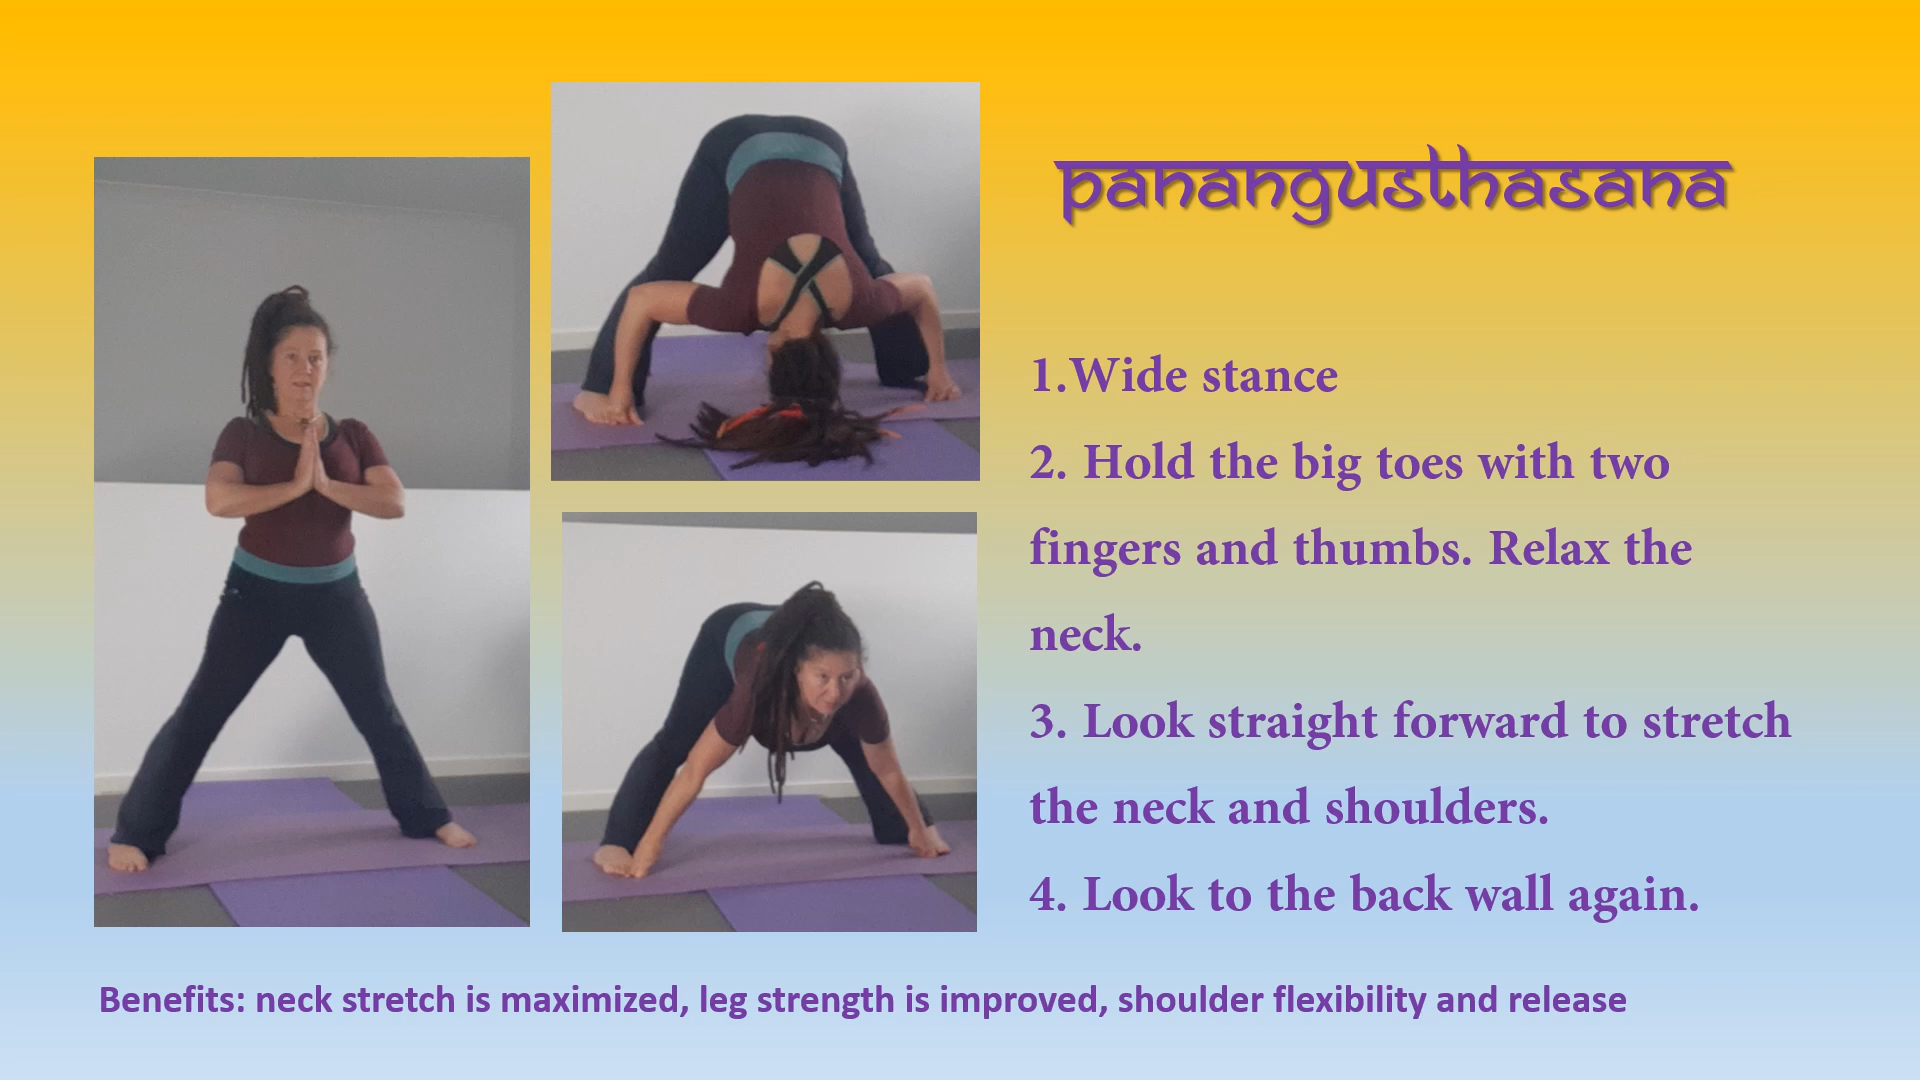 panangusthasana
1.Wide stance
2. Hold the big toes with two
fingers and thumbs. Relax the
neck.
3. Look straight forward to stretch
the neck and shoulders.
4. Look to the back wall again.
Benefits: neck stretch is maximized, leg strength is improved, shoulder flexibility and release